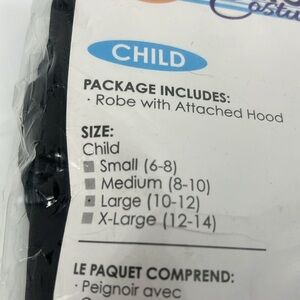 CHILD
PACKAGE INCLUDES:
· Robe with Attached Hood
SIZE:
Child
Small (6-8)
Medium (8-10)
Large (10-12)
X-Large (12-14)
LE PAQUET COMPREND:
· Peignoir avec